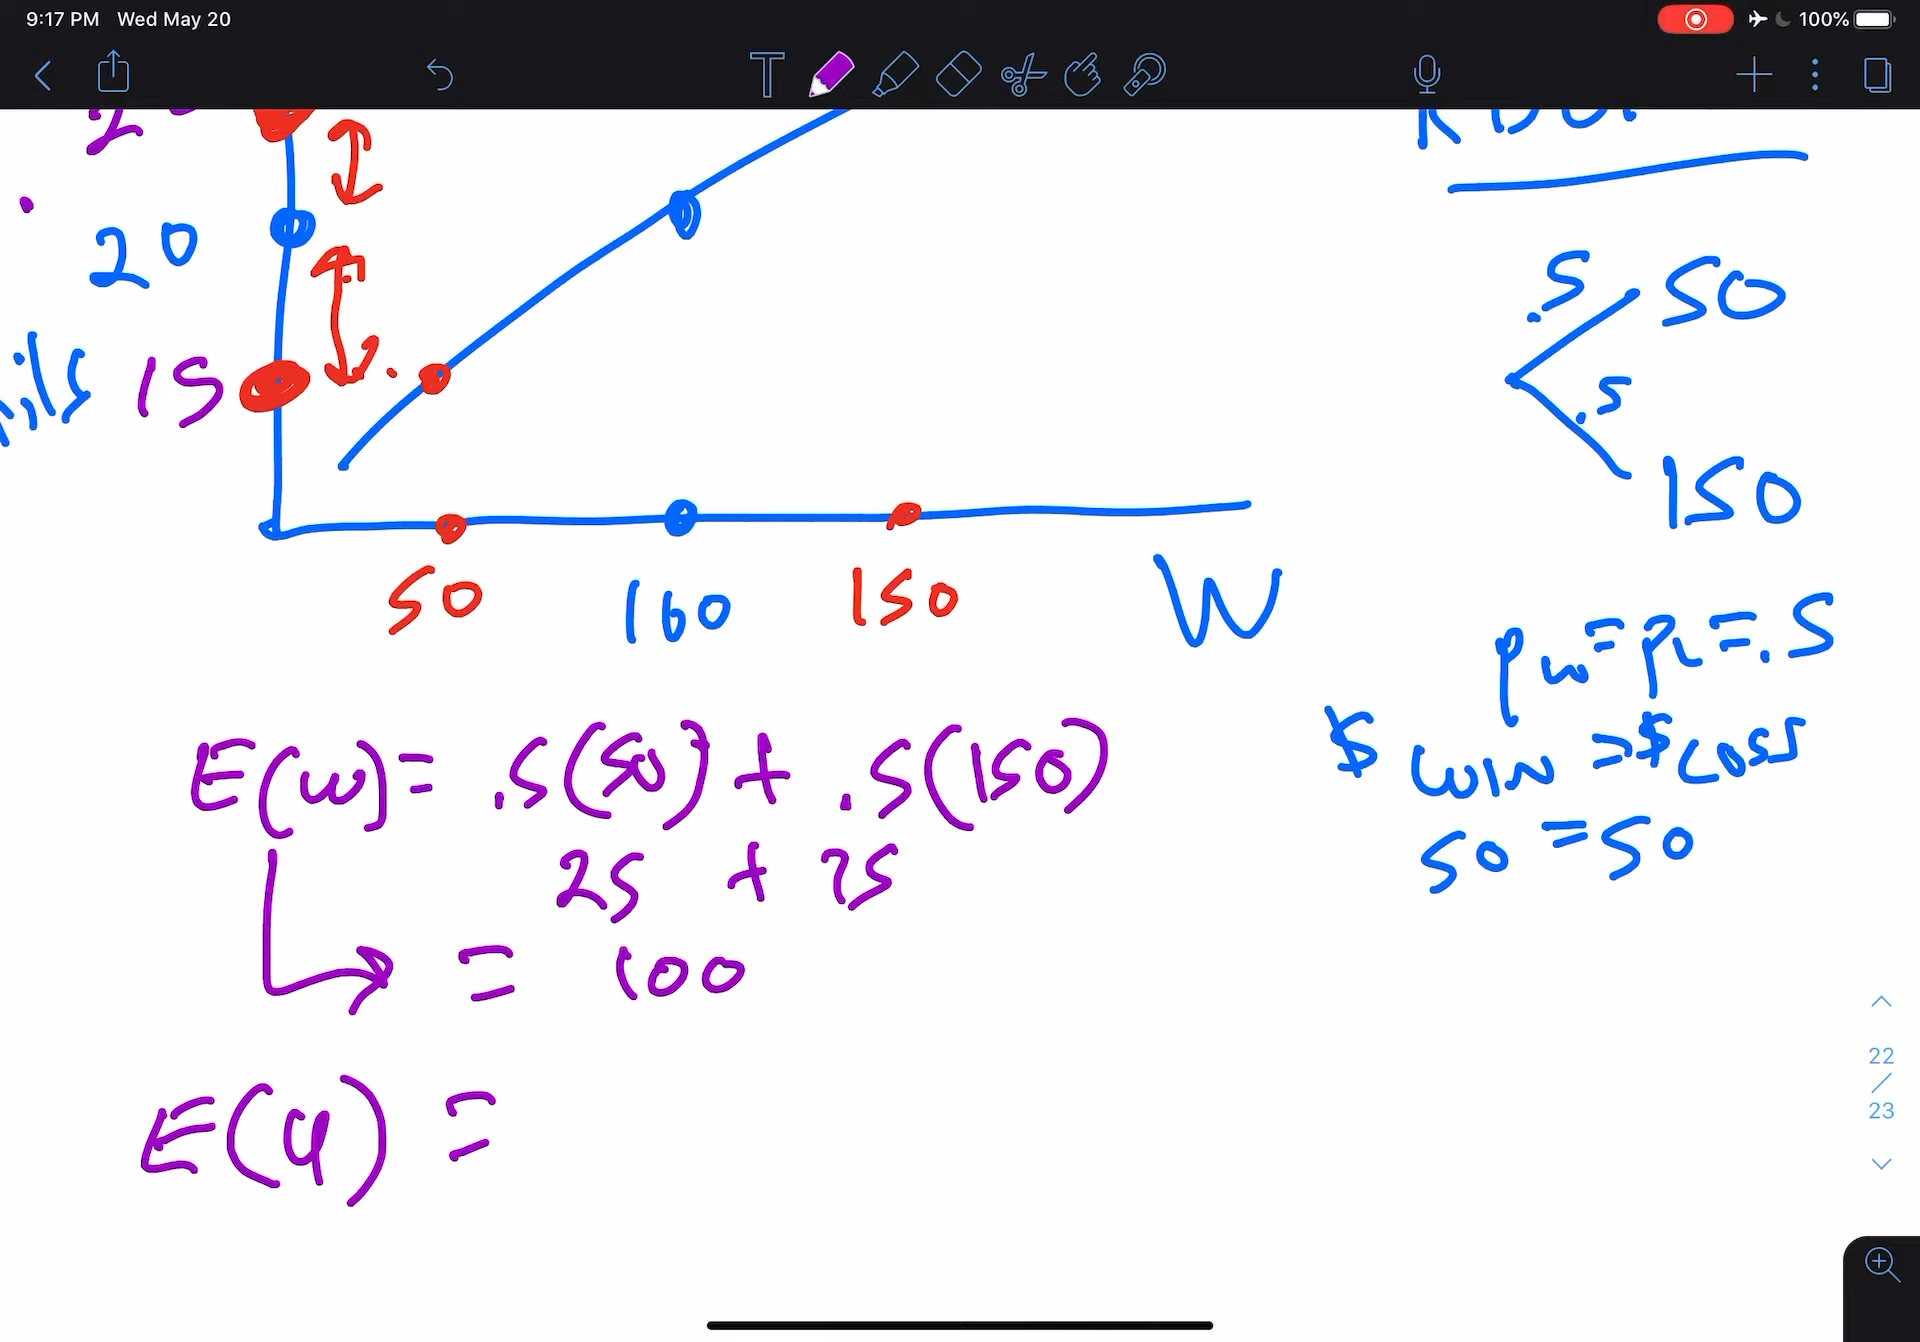 9:17 PM Wed May 20
100%
T
20
.5 50
.5
ils 15
150
50 100 150 W
Pw = PL = .5
E(w) = .5(50) + .5(150)
$ win = $ loss
25 + 75
50 = 50
= 100
22
/
23
E(U) =